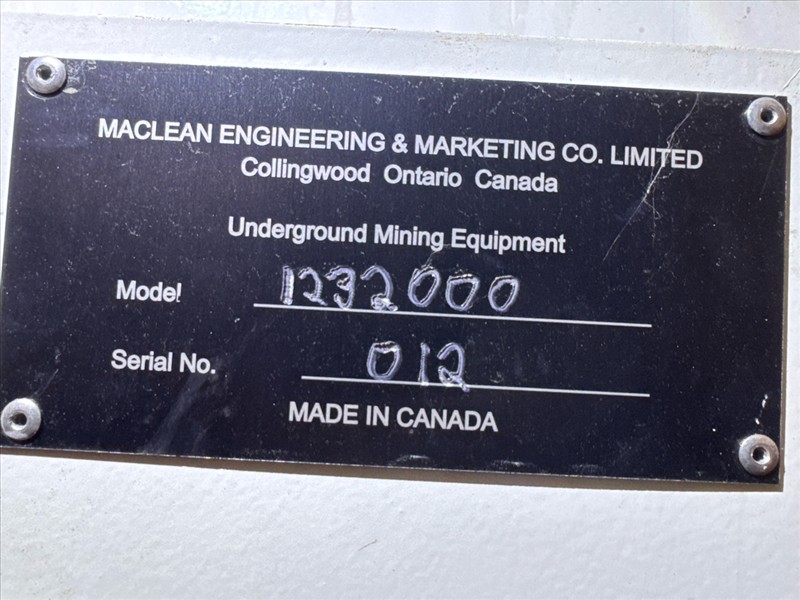 MACLEAN ENGINEERING & MARKETING CO. LIMITED
Collingwood Ontario Canada
Underground Mining Equipment
Model 1232000
Serial No. 012
MADE IN CANADA